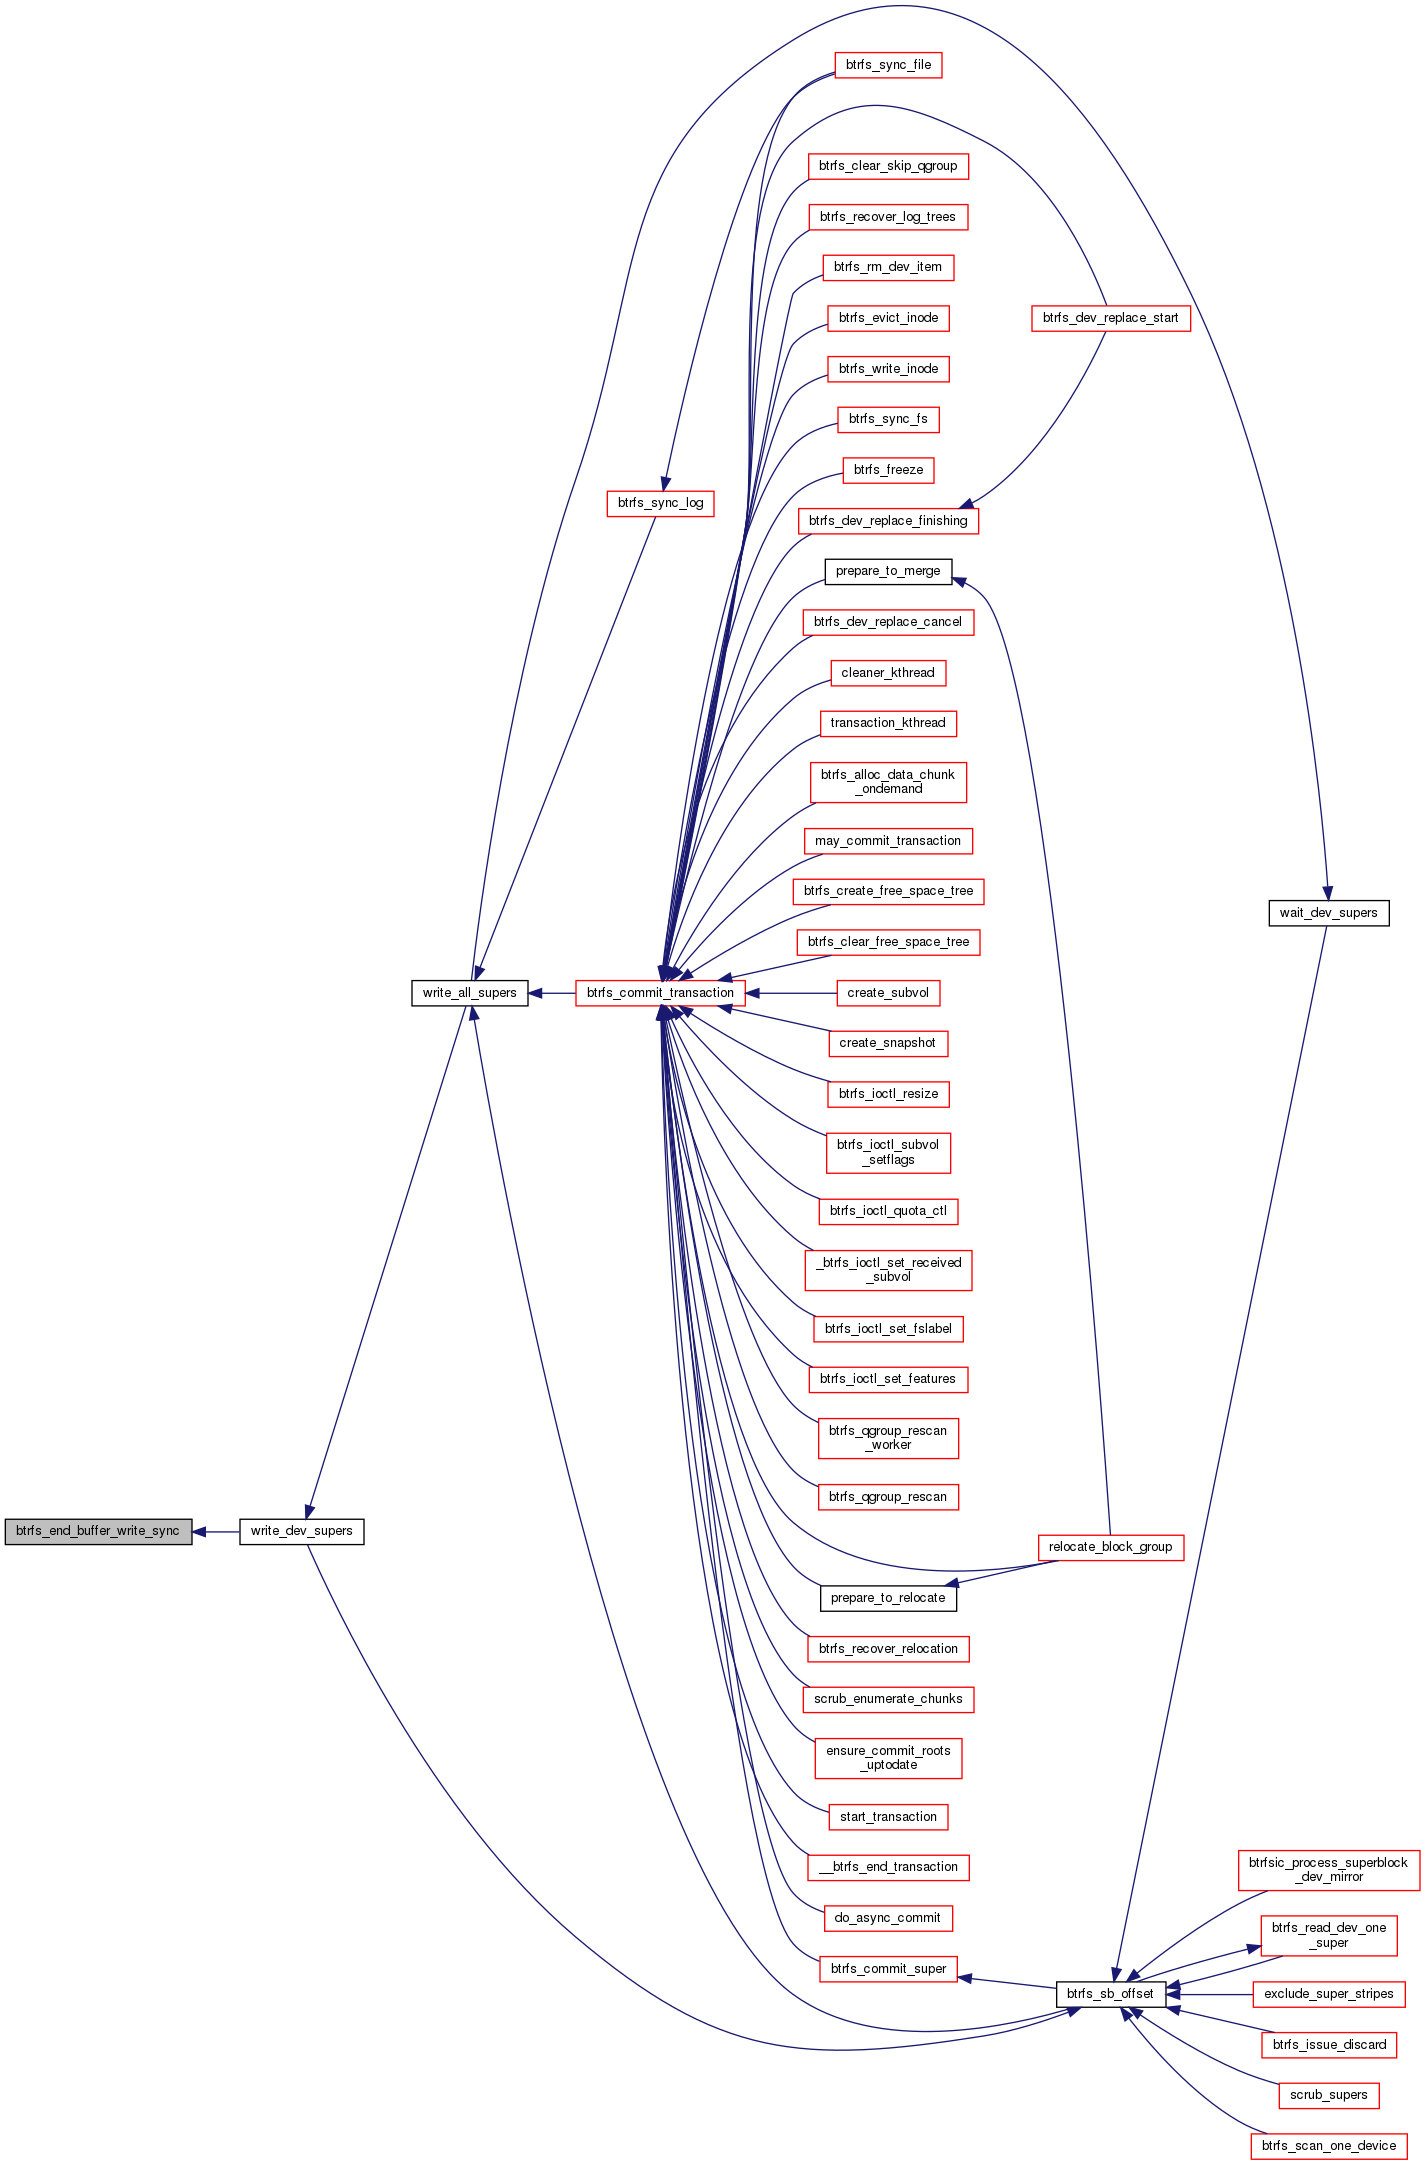 btrfs_sync_file
btrfs_clear_skip_qgroup
btrfs_recover_log_trees
btrfs_rm_dev_item
btrfs_evict_inode
btrfs_dev_replace_start
btrfs_write_inode
btrfs_sync_fs
btrfs_freeze
btrfs_sync_log
btrfs_dev_replace_finishing
prepare_to_merge
btrfs_dev_replace_cancel
cleaner_kthread
transaction_kthread
btrfs_alloc_data_chunk
_ondemand
may_commit_transaction
btrfs_create_free_space_tree
wait_dev_supers
btrfs_clear_free_space_tree
write_all_supers
btrfs_commit_transaction
create_subvol
create_snapshot
btrfs_ioctl_resize
btrfs_ioctl_subvol
_setflags
btrfs_ioctl_quota_ctl
_btrfs_ioctl_set_received
_subvol
btrfs_ioctl_set_fslabel
btrfs_ioctl_set_features
btrfs_qgroup_rescan
_worker
btrfs_qgroup_rescan
btrfs_end_buffer_write_sync
write_dev_supers
relocate_block_group
prepare_to_relocate
btrfs_recover_relocation
scrub_enumerate_chunks
ensure_commit_roots
_uptodate
start_transaction
__btrfs_end_transaction
btrfsic_process_superblock
_dev_mirror
do_async_commit
btrfs_read_dev_one
_super
btrfs_commit_super
btrfs_sb_offset
exclude_super_stripes
btrfs_issue_discard
scrub_supers
btrfs_scan_one_device